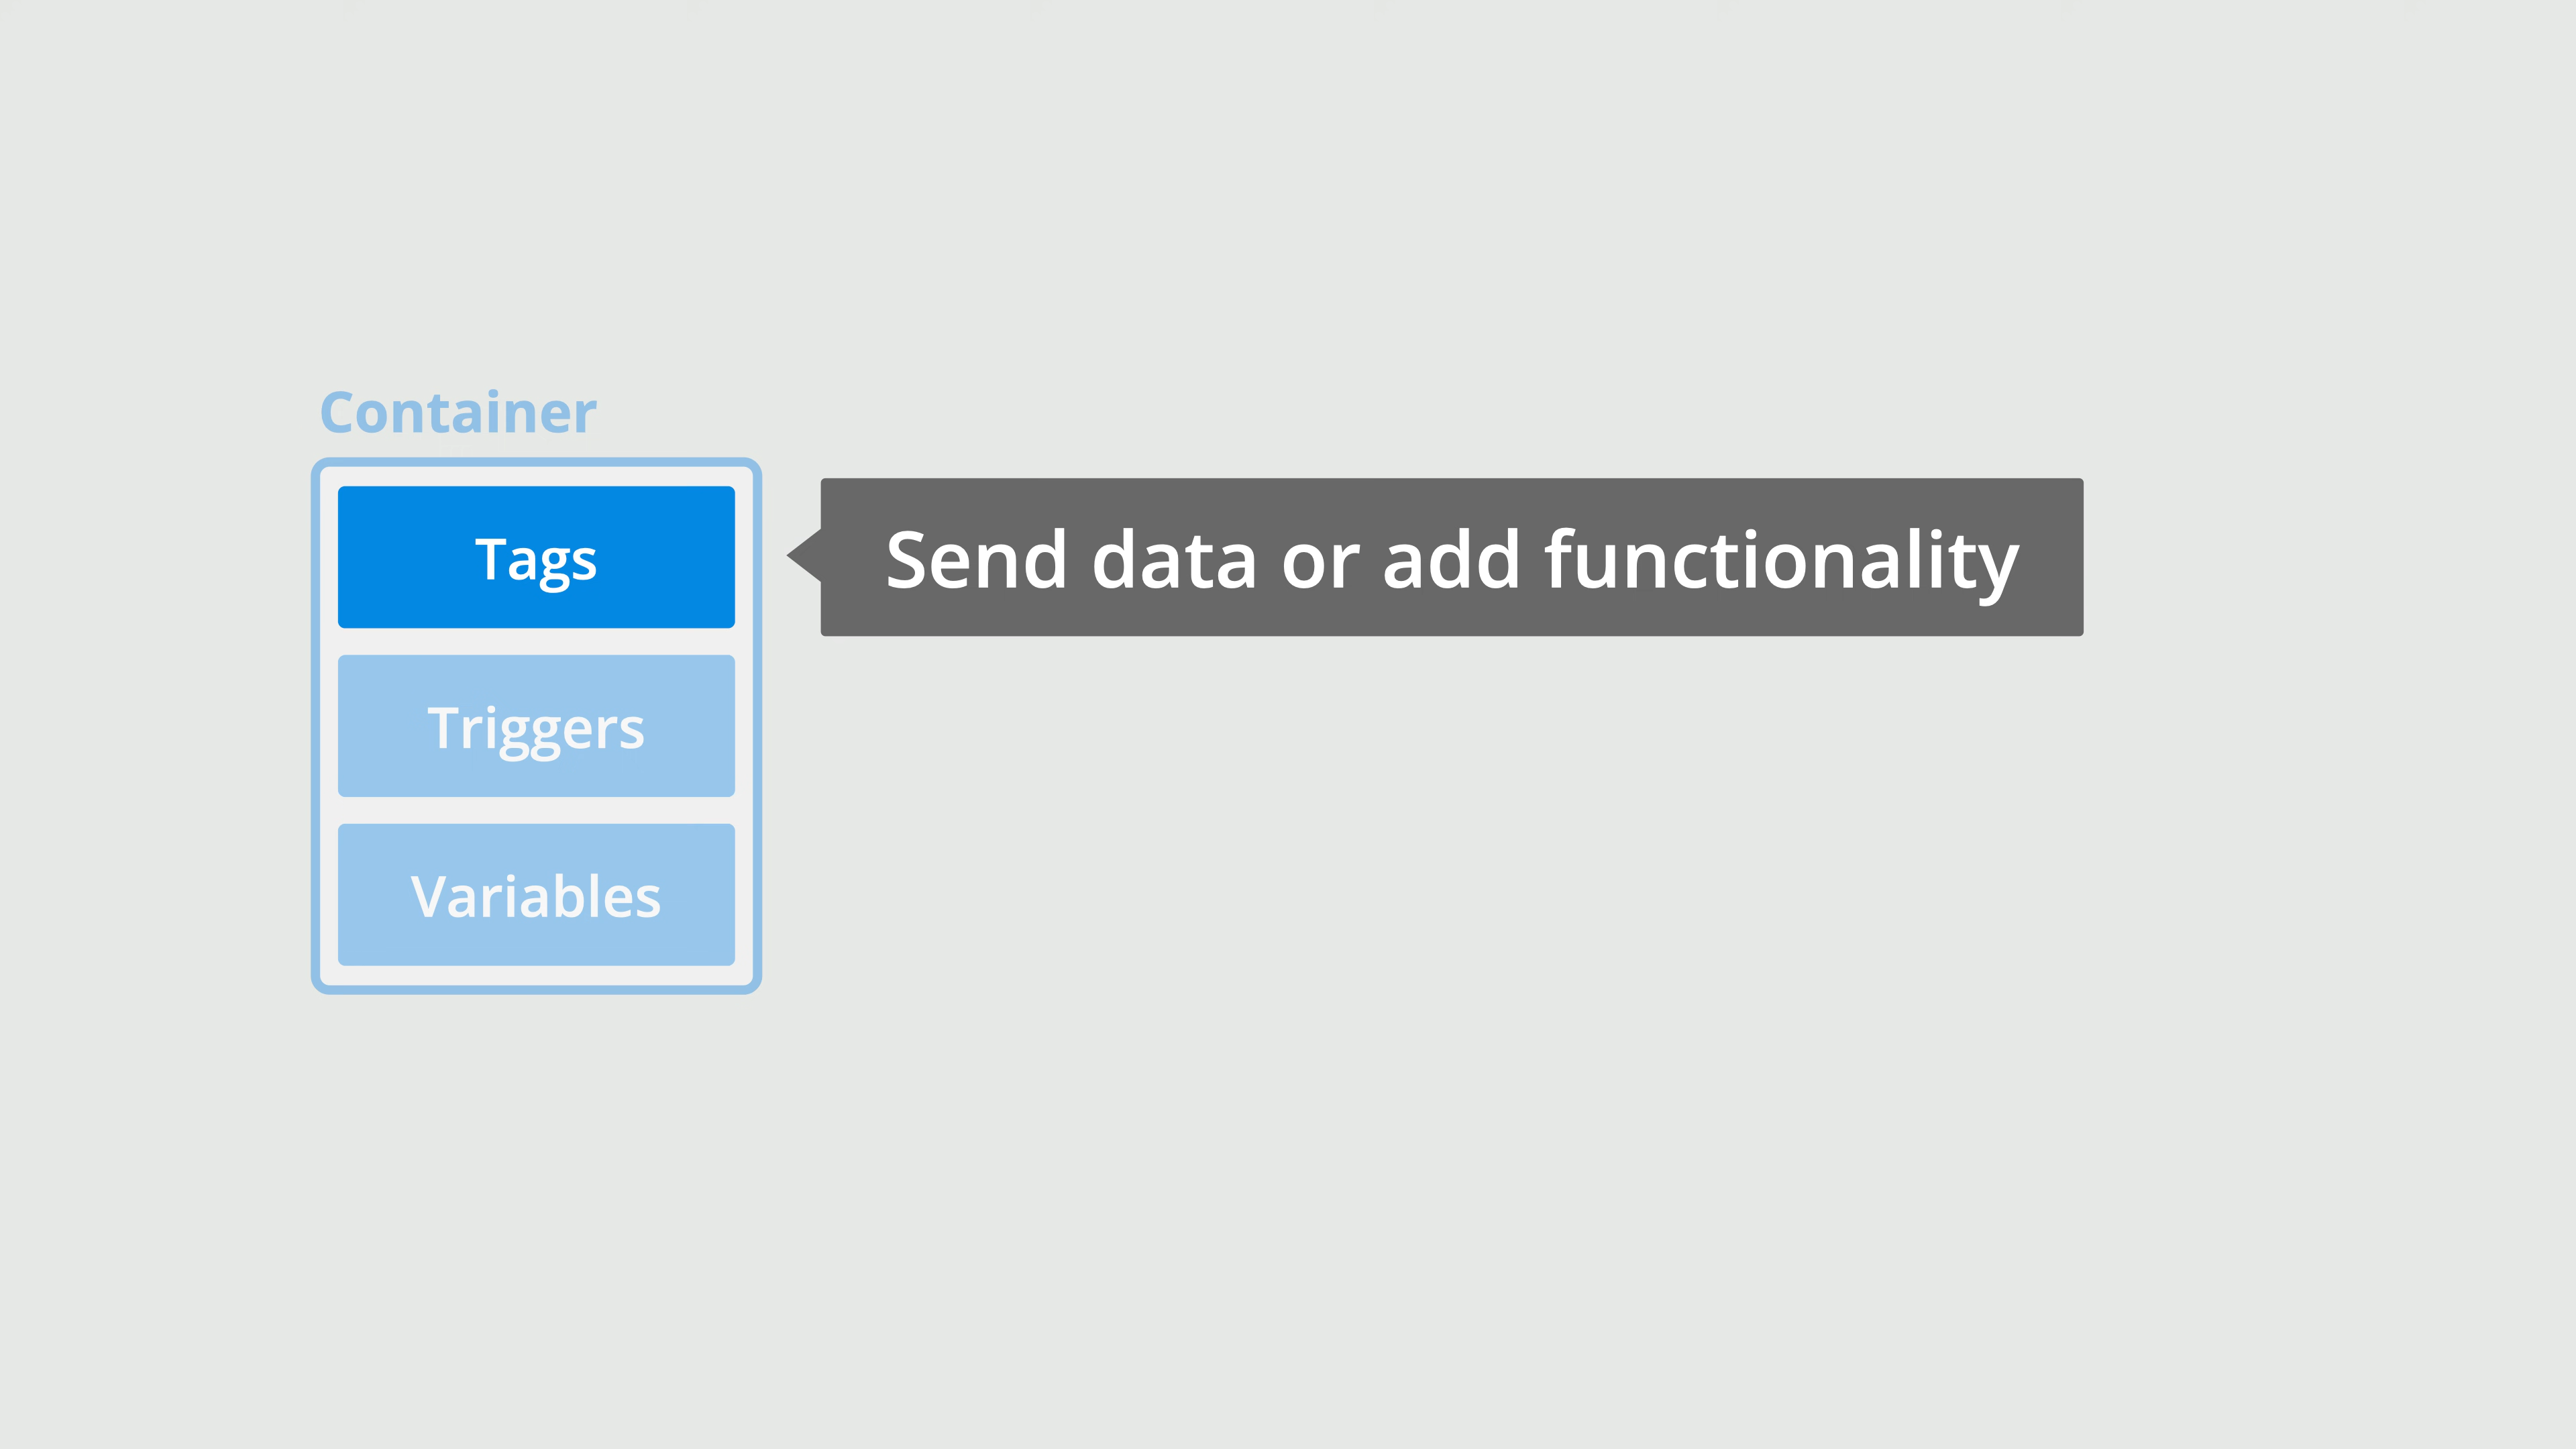 Container
Tags
Send data or add functionality
Triggers
Variables